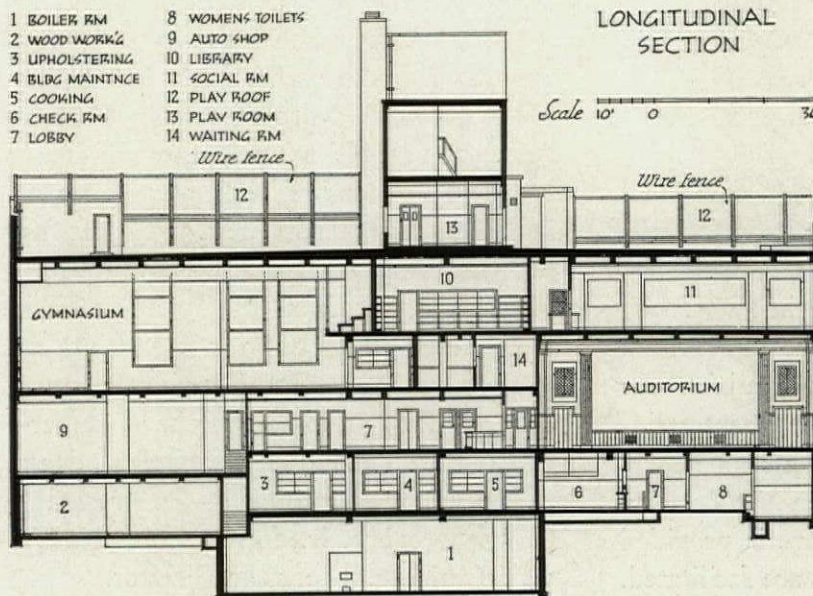 1 BOILER RM
2 WOOD WORK'G
3 UPHOLSTERING
4 BLDG MAINTNCE
5 COOKING
6 CHECK RM
7 LOBBY
8 WOMENS TOILETS
9 AUTO SHOP
10 LIBRARY
11 SOCIAL RM
12 PLAY ROOF
13 PLAY ROOM
14 WAITING RM
LONGITUDINAL
SECTION
Scale 10' 0
Wire fence
Wire fence
12
13
12
10
11
GYMNASIUM
14
AUDITORIUM
9
7
3
4
5
6
7
8
2
1